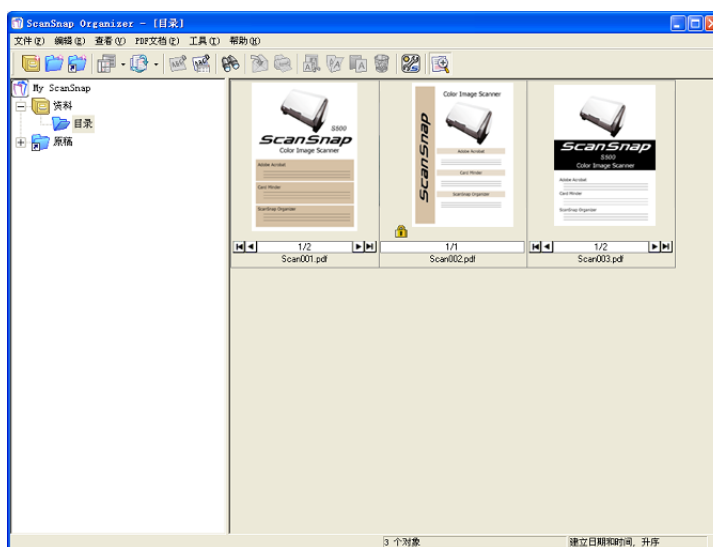 ScanSnap Organizer - [目录]
文件(F) 编辑(E) 查看(V) PDF文档(P) 工具(T) 帮助(H)
My ScanSnap
资料
目录
原稿
S500
ScanSnap
Color Image Scanner
Adobe Acrobat
Card Minder
ScanSnap Organizer
1/2
Scan001.pdf
Color Image Scanner
ScanSnap
Adobe Acrobat
Card Minder
ScanSnap Organizer
1/1
Scan002.pdf
ScanSnap
S500
Color Image Scanner
Adobe Acrobat
Card Minder
ScanSnap Organizer
1/2
Scan003.pdf
3 个对象 建立日期和时间, 升序